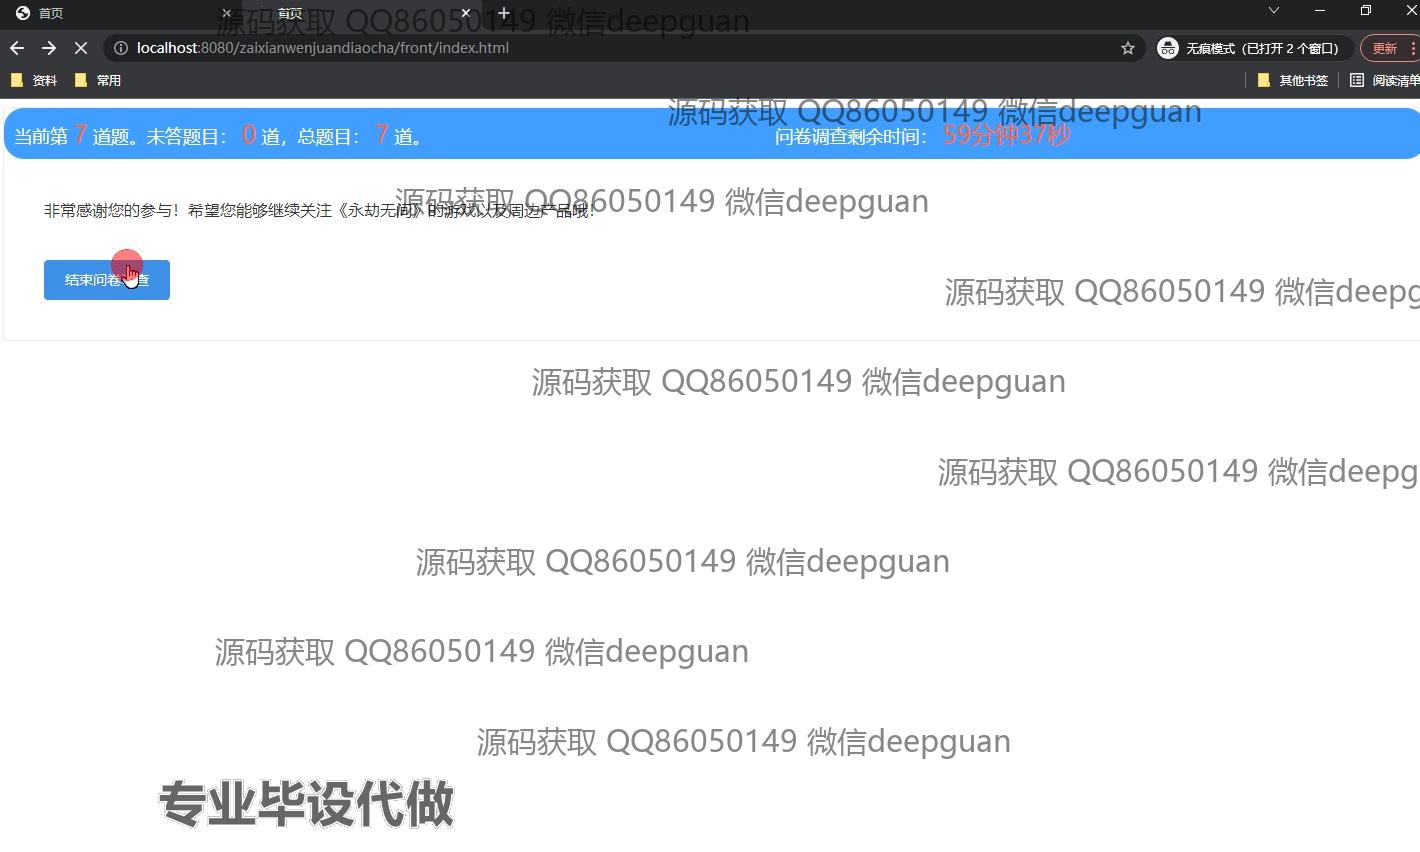 首页
首页
源码获取 QQ86050149 微信deepguan
localhost:8080/zaixianwenjuandiaocha/front/index.html
无痕模式（已打开 2 个窗口）
更新
资料
常用
其他书签
阅读清单
源码获取 QQ86050149 微信deepguan
当前第 7 道题。未答题目： 0 道，总题目： 7 道。
问卷调查剩余时间： 59分钟37秒
源码获取 QQ86050149 微信deepguan
非常感谢您的参与！希望您能够继续关注《永劫无间》的游戏以及周边产品哦！
结束问卷调查
源码获取 QQ86050149 微信deepg
源码获取 QQ86050149 微信deepguan
源码获取 QQ86050149 微信deepg
源码获取 QQ86050149 微信deepguan
源码获取 QQ86050149 微信deepguan
源码获取 QQ86050149 微信deepguan
专业毕设代做